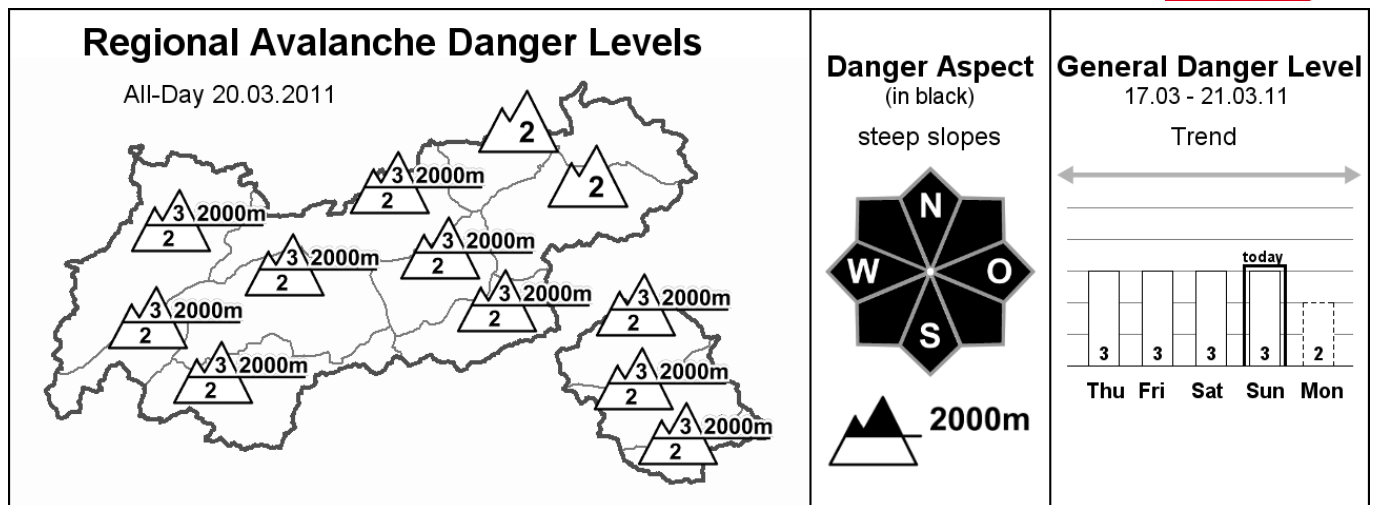 Regional Avalanche Danger Levels
All-Day 20.03.2011
2
2
3 2000m
2
3 2000m
2
3 2000m
2
3 2000m
2
3 2000m
2
3 2000m
2
3 2000m
2
3 2000m
2
3 2000m
2
3 2000m
2
Danger Aspect
(in black)
steep slopes
N
W O
S
2000m
General Danger Level
17.03 - 21.03.11
Trend
today
3 3 3 3 2
Thu Fri Sat Sun Mon